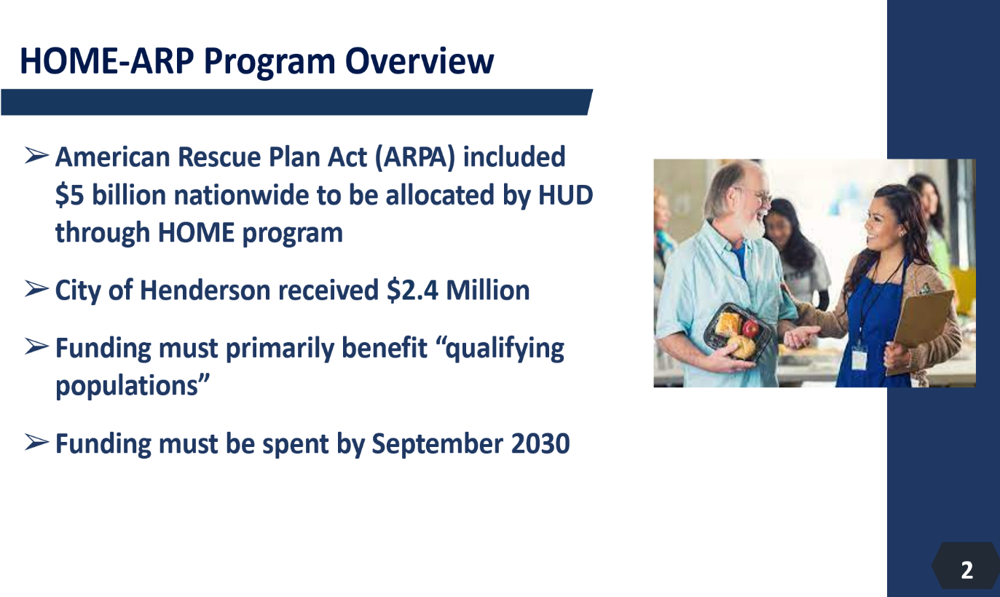 HOME-ARP Program Overview
➢ American Rescue Plan Act (ARPA) included
$5 billion nationwide to be allocated by HUD
through HOME program
➢ City of Henderson received $2.4 Million
➢ Funding must primarily benefit “qualifying
populations”
➢ Funding must be spent by September 2030
2